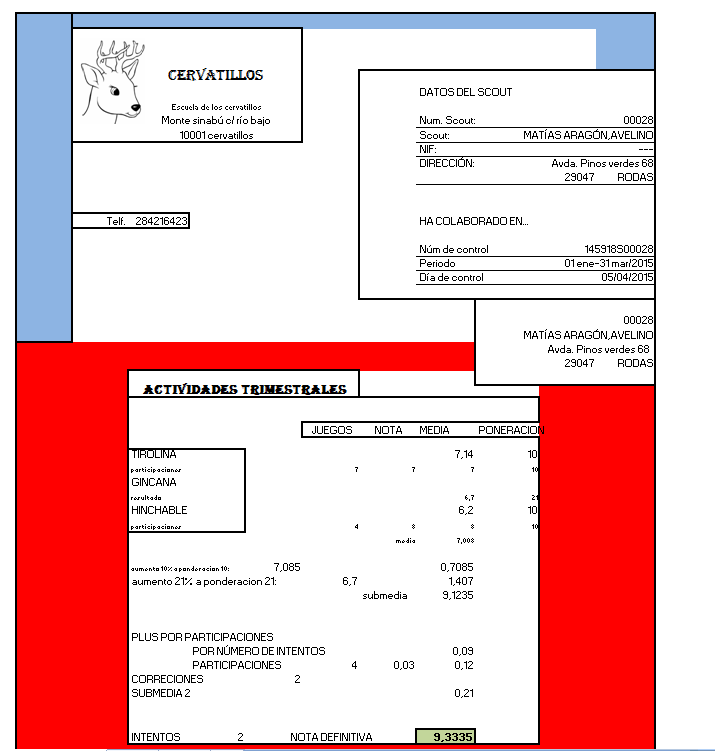 CERVATILLOS
Escuela de los cervatillos
Monte sinabú c/ río bajo
10001 cervatillos
Telf. 284216423
DATOS DEL SCOUT
Num. Scout: 00028
Scout: MATÍAS ARAGÓN,AVELINO
NIF: ---
DIRECCIÓN: Avda. Pinos verdes 68
29047 RODAS
HA COLABORADO EN...
Núm de control 145918S00028
Periodo 01 ene-31 mar/2015
Día de control 05/04/2015
00028
MATÍAS ARAGÓN,AVELINO
Avda. Pinos verdes 68
29047 RODAS
ACTIVIDADES TRIMESTRALES
JUEGOS NOTA MEDIA PONERACION
TIROLINA 7,14 10
participaciones 7 7 7 10
GINCANA
resultado 6,7 21
HINCHABLE 6,2 10
participaciones 4 8 8 10
media 7,008
aumento 10% a ponderacion 10: 7,085 0,7085
aumento 21% a ponderacion 21: 6,7 1,407
submedia 9,1235
PLUS POR PARTICIPACIONES
POR NÚMERO DE INTENTOS 0,09
PARTICIPACIONES 4 0,03 0,12
CORRECIONES 2
SUBMEDIA 2 0,21
INTENTOS 2 NOTA DEFINITIVA 9,3335